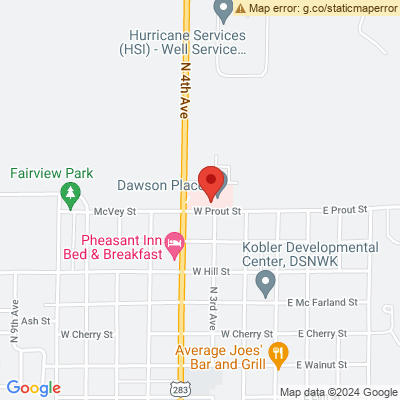 Map error: g.co/staticmaperror
Hurricane Services
(HSI) - Well Service...
N 4th Ave
Dawson Place
Fairview Park
McVey St
W Prout St
E Prout St
Pheasant Inn
Bed & Breakfast
Kobler Developmental
Center, DSNWK
W Hill St
N 3rd Ave
N 9th Ave
E Mc Farland St
Ash St
W Cherry St
W Cherry St
E Cherry St
Average Joes'
Bar and Grill
E Walnut St
283
Google
Map data ©2024 Google